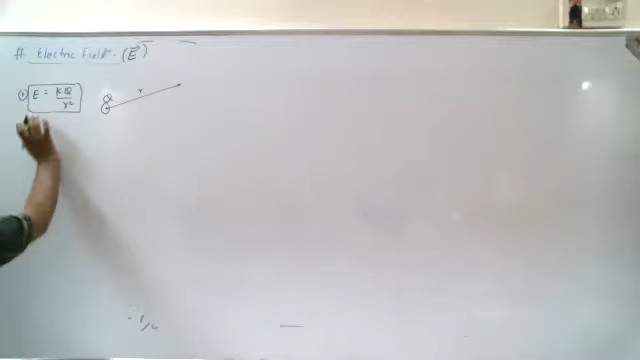 # Electric Field. (E⃗)
① E = KQ/r²
Q r